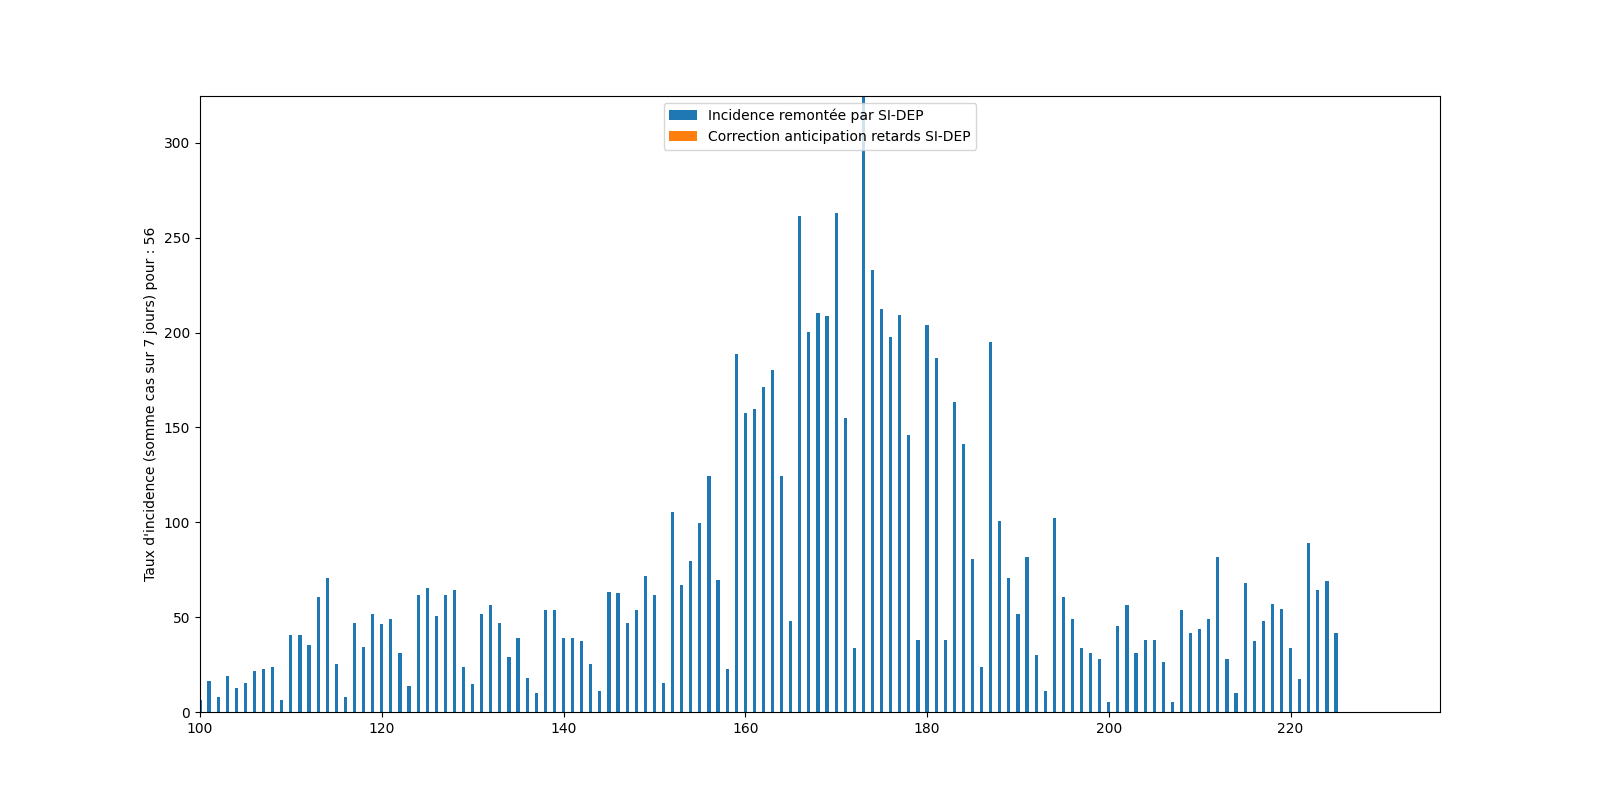 Incidence remontée par SI-DEP
Correction anticipation retards SI-DEP
Taux d'incidence (somme cas sur 7 jours) pour : 56
300
250
200
150
100
50
0
100 120 140 160 180 200 220